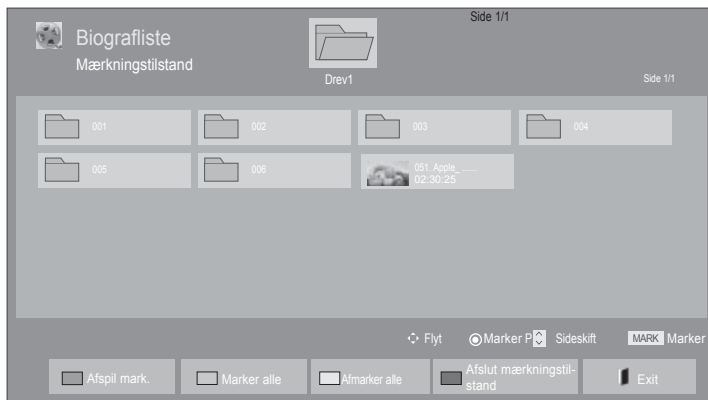 Side 1/1
Biografliste
Mærkningstilstand
Drev1
Side 1/1
001
002
003
004
005
006
051. Apple_ ......
02:30:25
Flyt
Marker
P
Sideskift
MARK Marker
Afspil mark.
Marker alle
Afmarker alle
Afslut mærkningstil-
stand
Exit